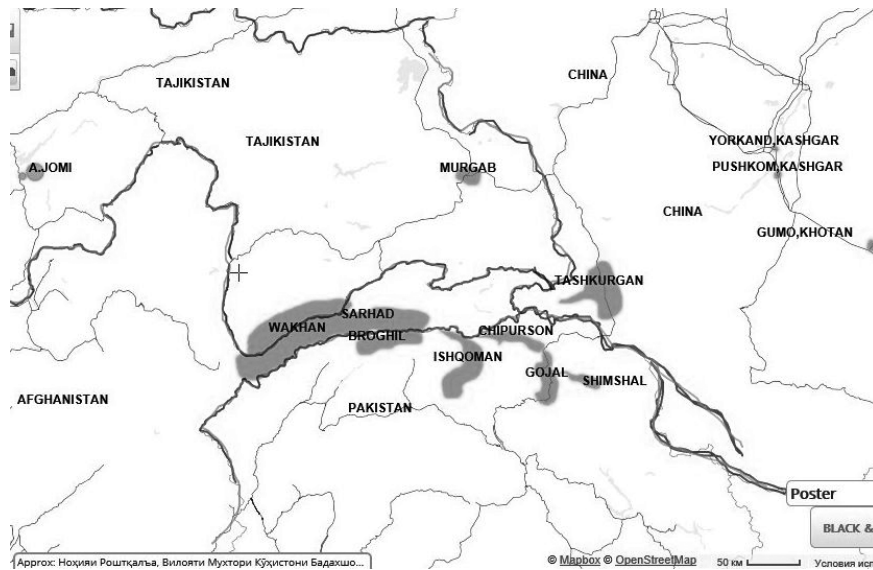 CHINA
TAJIKISTAN
TAJIKISTAN
YORKAND,KASHGAR
A.JOMI
MURGAB
PUSHKOM,KASHGAR
CHINA
GUMO,KHOTAN
TASHKURGAN
SARHAD
WAKHAN
BROGHIL
CHIPURSON
ISHQOMAN
GOJAL
SHIMSHAL
AFGHANISTAN
PAKISTAN
Poster
BLACK &
Approx: Ноҳияи Роштқалъа, Вилояти Мухтори Кӯҳистони Бадахшо...
© Mapbox © OpenStreetMap
50 км
Условия исп